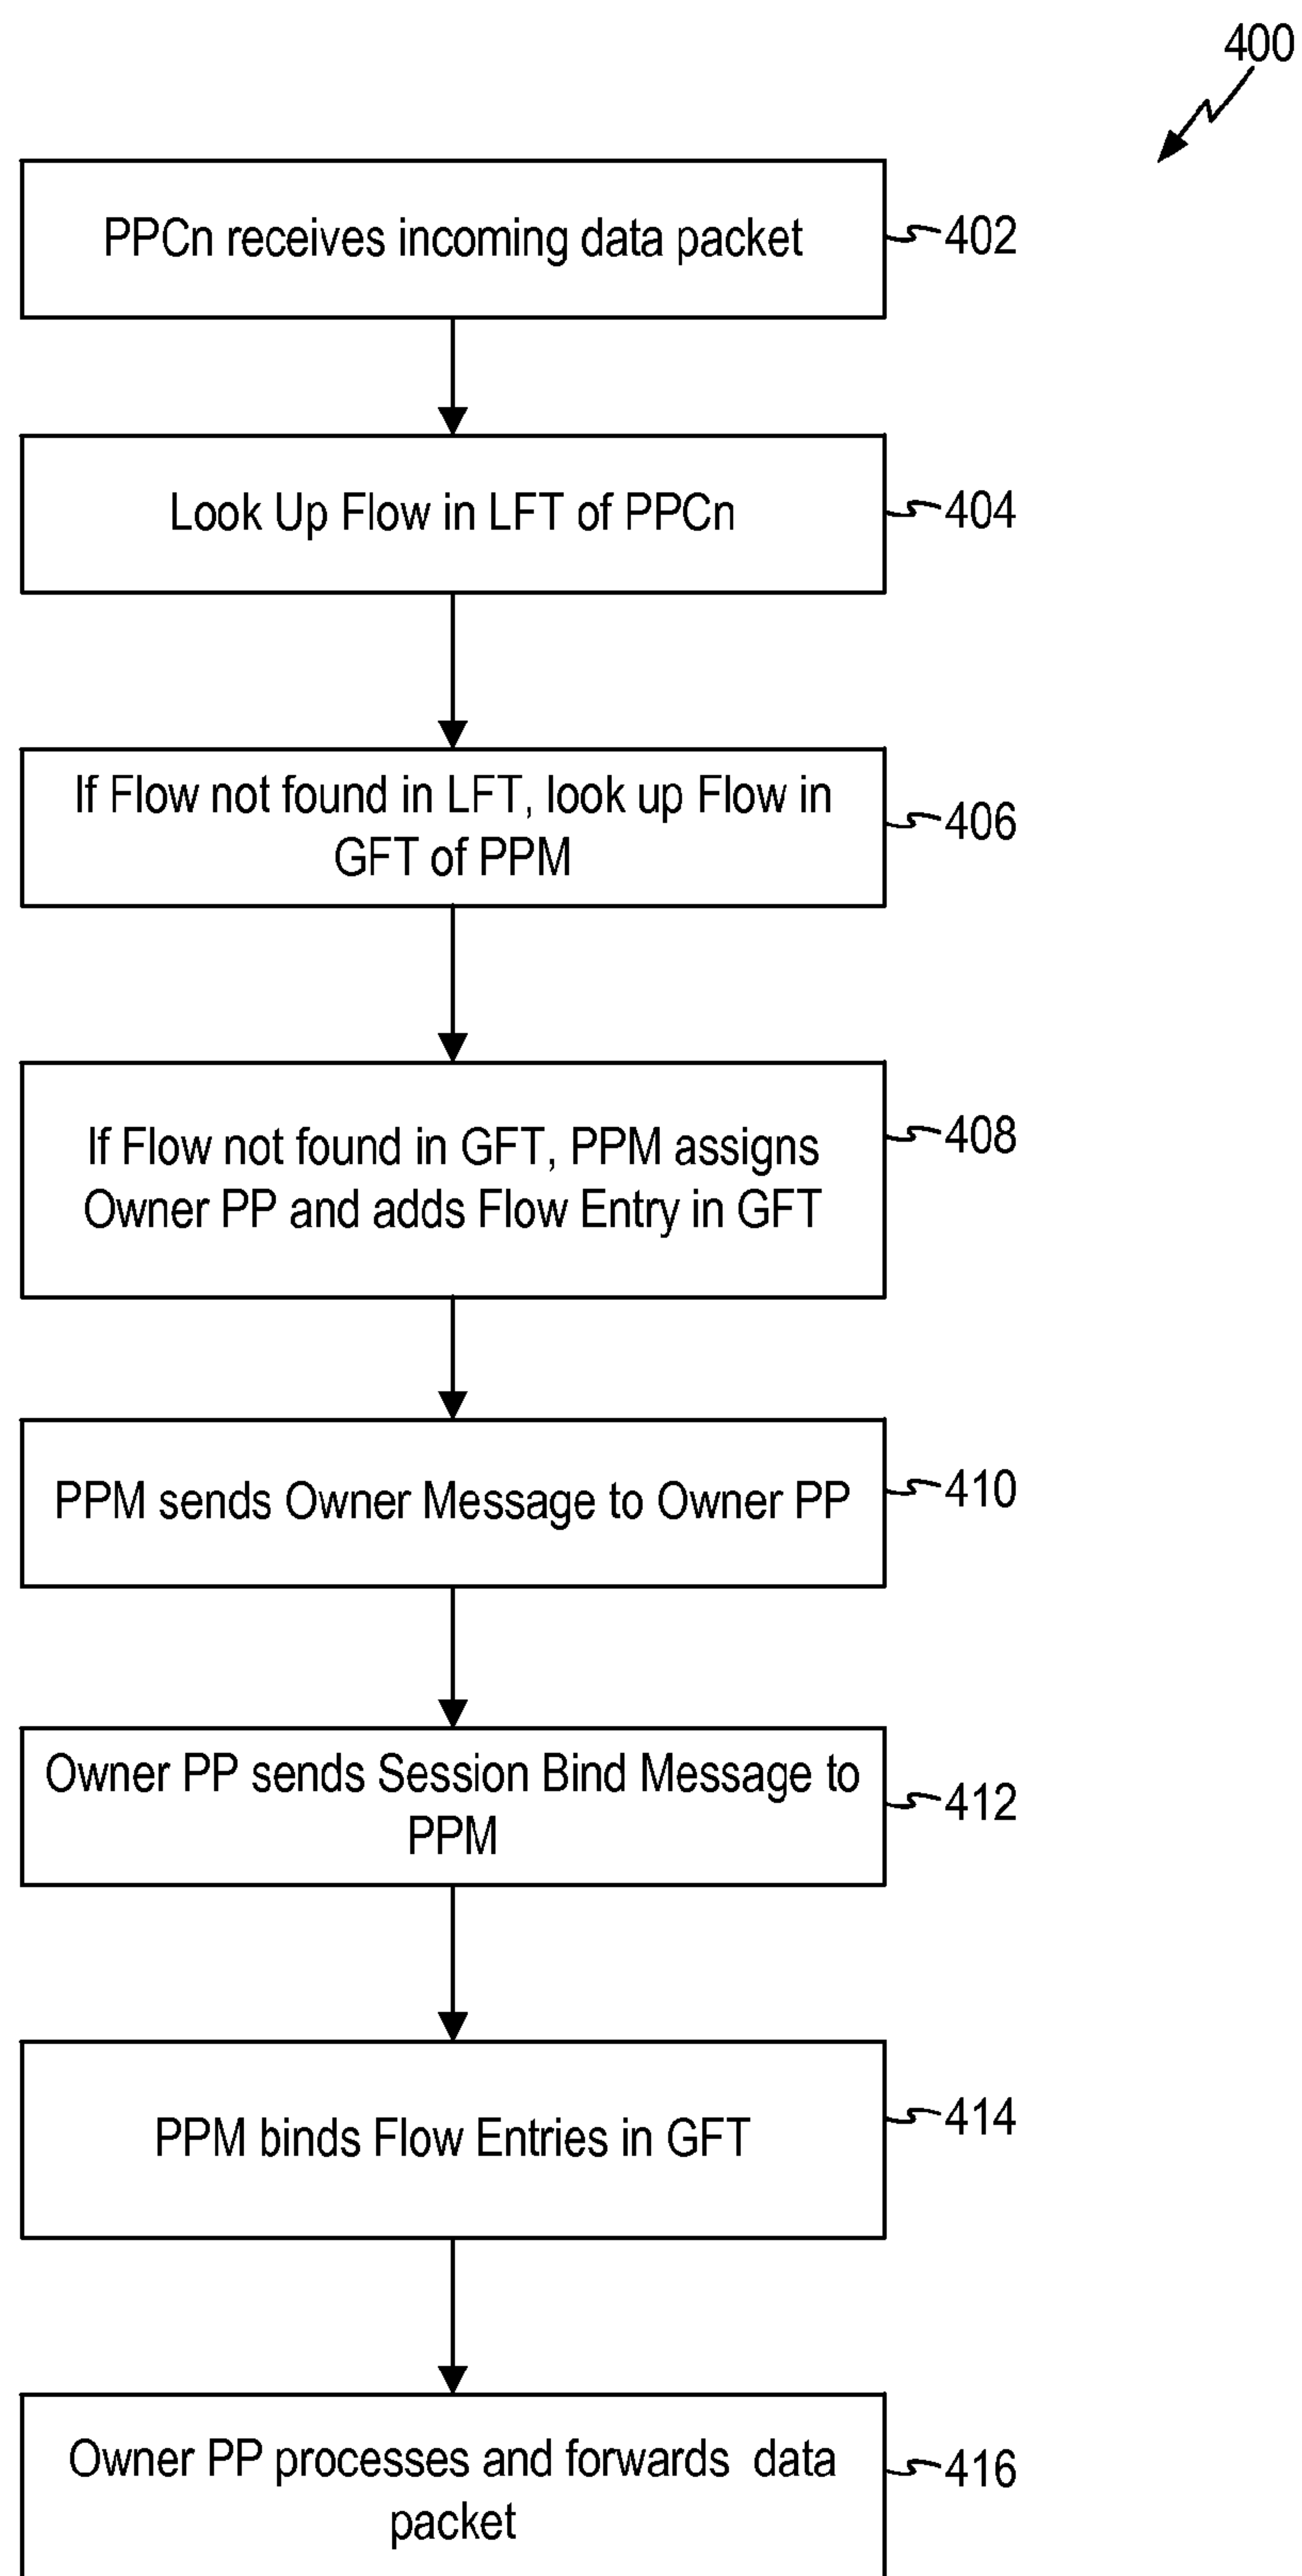 400
PPCn receives incoming data packet
402
Look Up Flow in LFT of PPCn
404
If Flow not found in LFT, look up Flow in
GFT of PPM
406
If Flow not found in GFT, PPM assigns
Owner PP and adds Flow Entry in GFT
408
PPM sends Owner Message to Owner PP
410
Owner PP sends Session Bind Message to
PPM
412
PPM binds Flow Entries in GFT
414
Owner PP processes and forwards data
packet
416